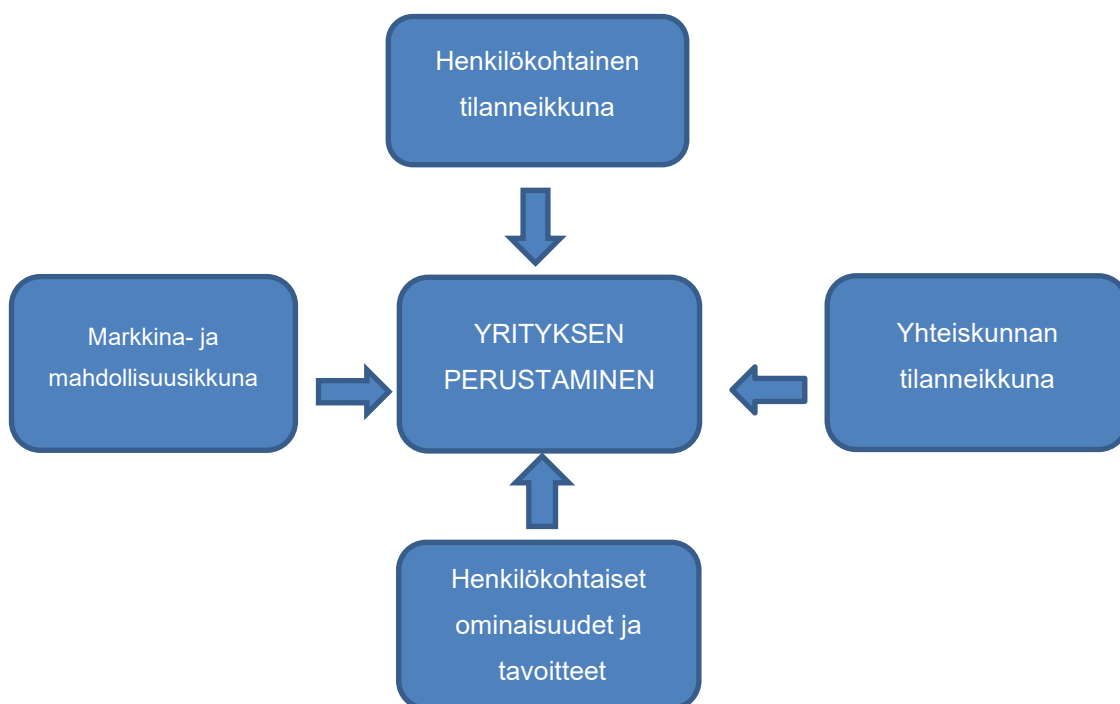 Henkilökohtainen
tilanneikkuna
Markkina- ja
mahdollisuusikkuna
YRITYKSEN
PERUSTAMINEN
Yhteiskunnan
tilanneikkuna
Henkilökohtaiset
ominaisuudet ja
tavoitteet